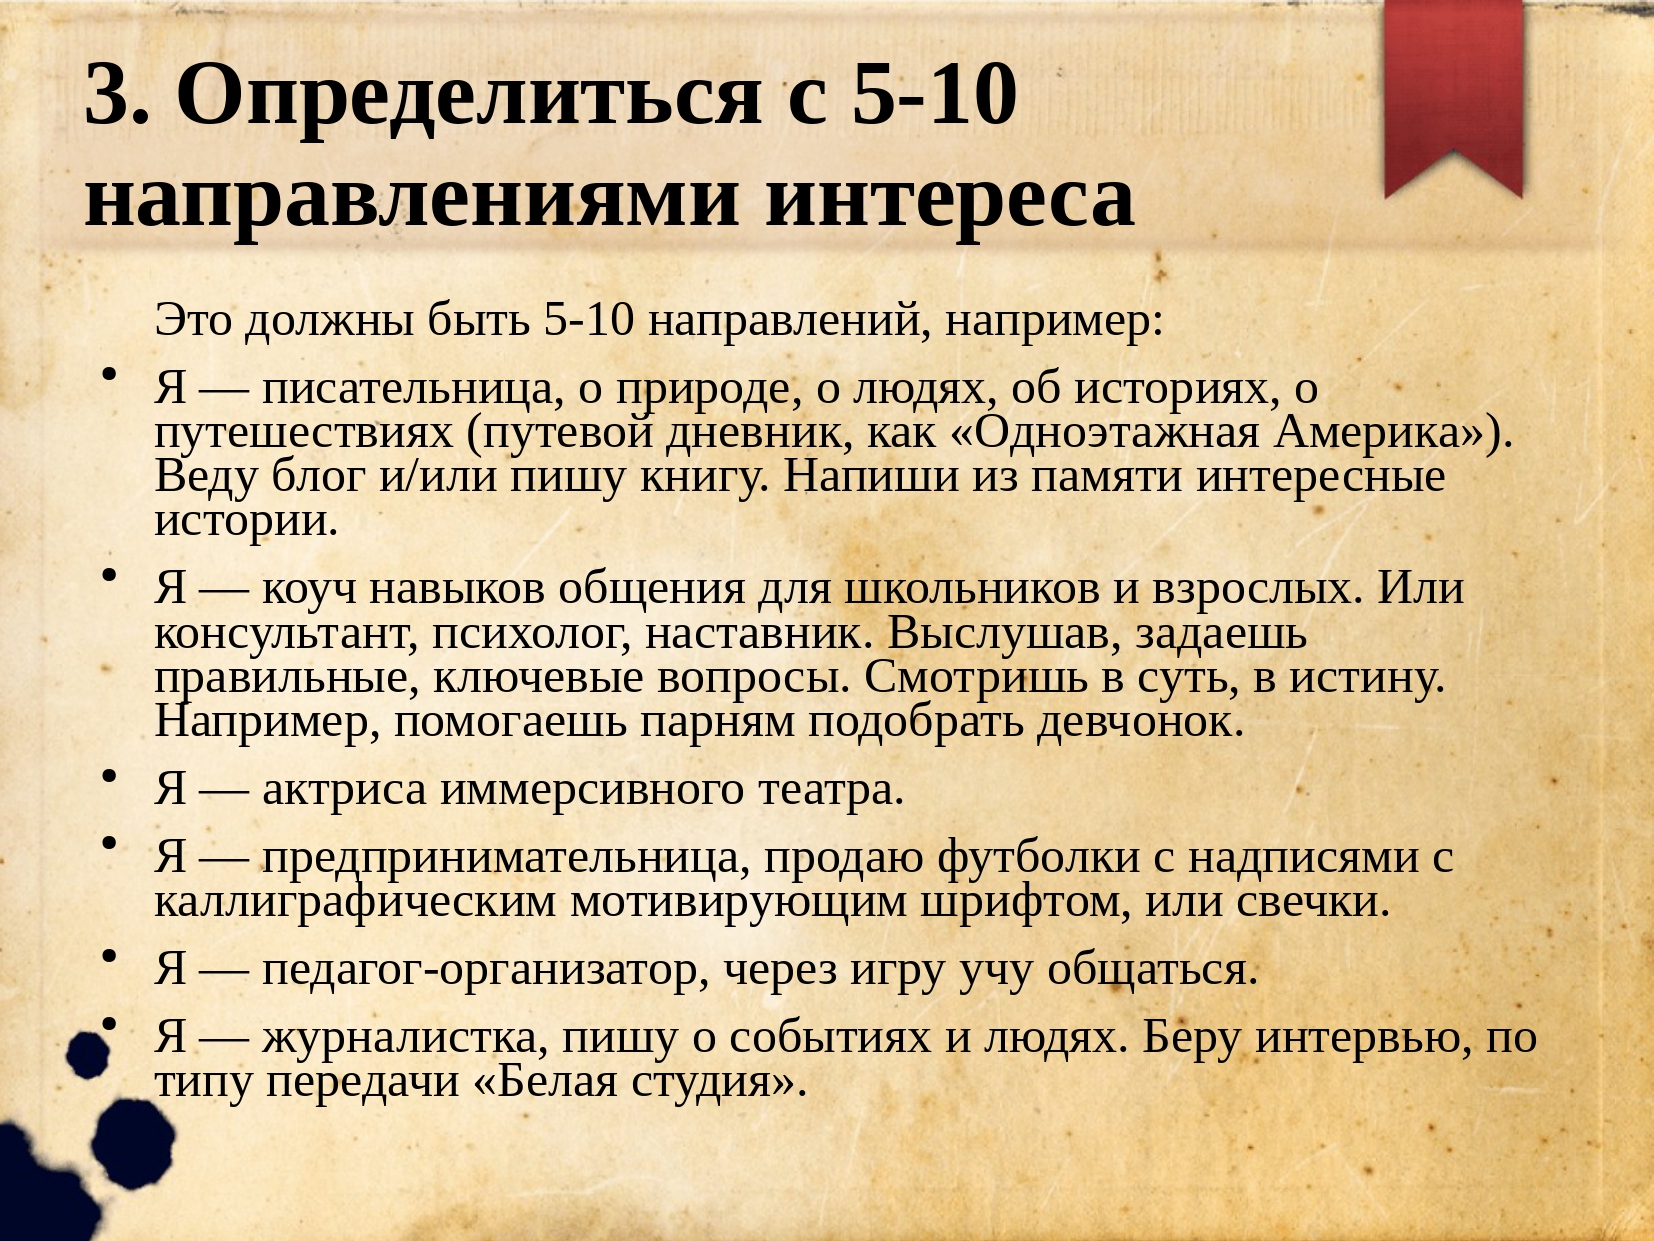 3. Определиться с 5-10
направлениями интереса
Это должны быть 5-10 направлений, например:
• Я — писательница, о природе, о людях, об историях, о
путешествиях (путевой дневник, как «Одноэтажная Америка»).
Веду блог и/или пишу книгу. Напиши из памяти интересные
истории.
• Я — коуч навыков общения для школьников и взрослых. Или
консультант, психолог, наставник. Выслушав, задаешь
правильные, ключевые вопросы. Смотришь в суть, в истину.
Например, помогаешь парням подобрать девчонок.
• Я — актриса иммерсивного театра.
• Я — предпринимательница, продаю футболки с надписями с
каллиграфическим мотивирующим шрифтом, или свечки.
• Я — педагог-организатор, через игру учу общаться.
• Я — журналистка, пишу о событиях и людях. Беру интервью, по
типу передачи «Белая студия».